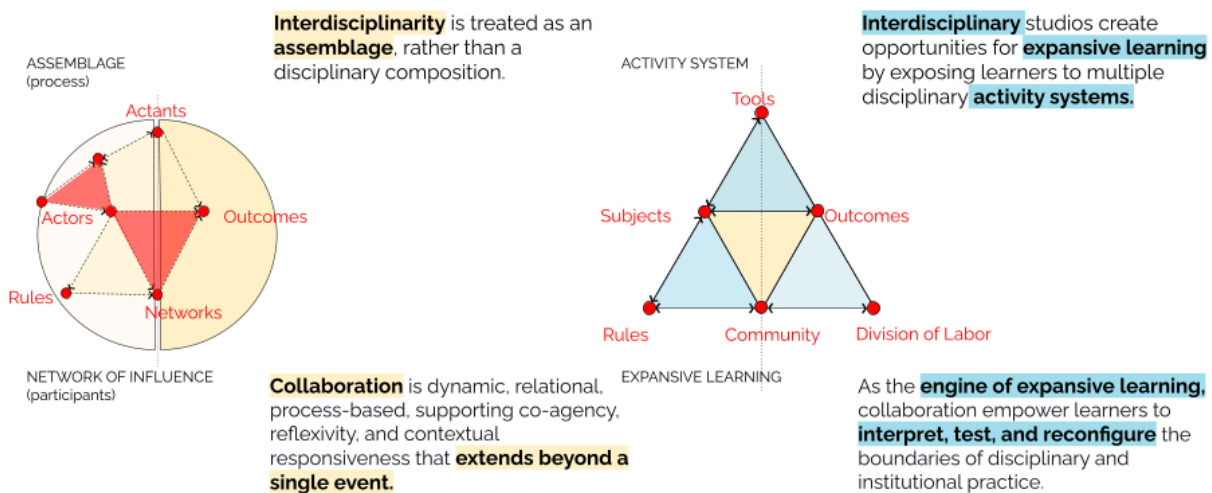 Interdisciplinarity is treated as an
assemblage, rather than a
disciplinary composition.
ASSEMBLAGE
(process)
Actants
Actors
Outcomes
Rules
Networks
NETWORK OF INFLUENCE
(participants)
Collaboration is dynamic, relational,
process-based, supporting co-agency,
reflexivity, and contextual
responsiveness that extends beyond a
single event.
Interdisciplinary studios create
opportunities for expansive learning
by exposing learners to multiple
disciplinary activity systems.
ACTIVITY SYSTEM
Tools
Subjects
Outcomes
Rules
Community
Division of Labor
EXPANSIVE LEARNING
As the engine of expansive learning,
collaboration empower learners to
interpret, test, and reconfigure the
boundaries of disciplinary and
institutional practice.